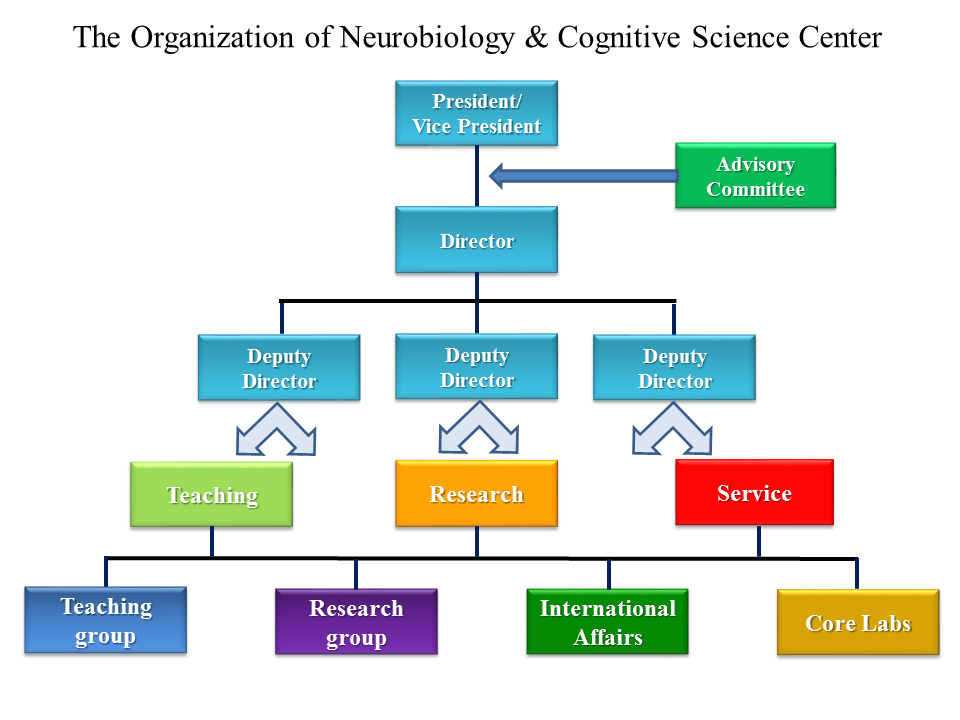 The Organization of Neurobiology & Cognitive Science Center
President/
Vice President
Advisory
Committee
Director
Deputy
Director
Deputy
Director
Deputy
Director
Teaching
Research
Service
Teaching
group
Research
group
International
Affairs
Core Labs